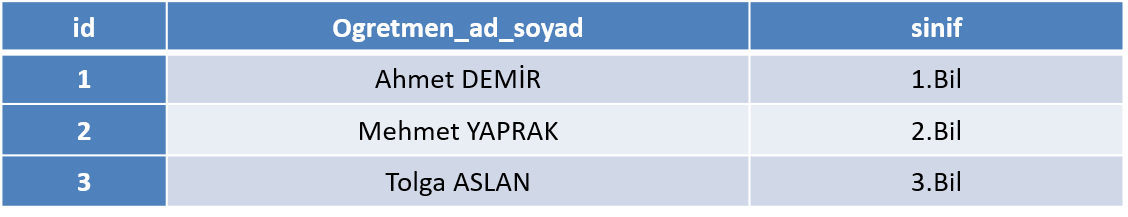 id Ogretmen_ad_soyad sinif
1 Ahmet DEMİR 1.Bil
2 Mehmet YAPRAK 2.Bil
3 Tolga ASLAN 3.Bil